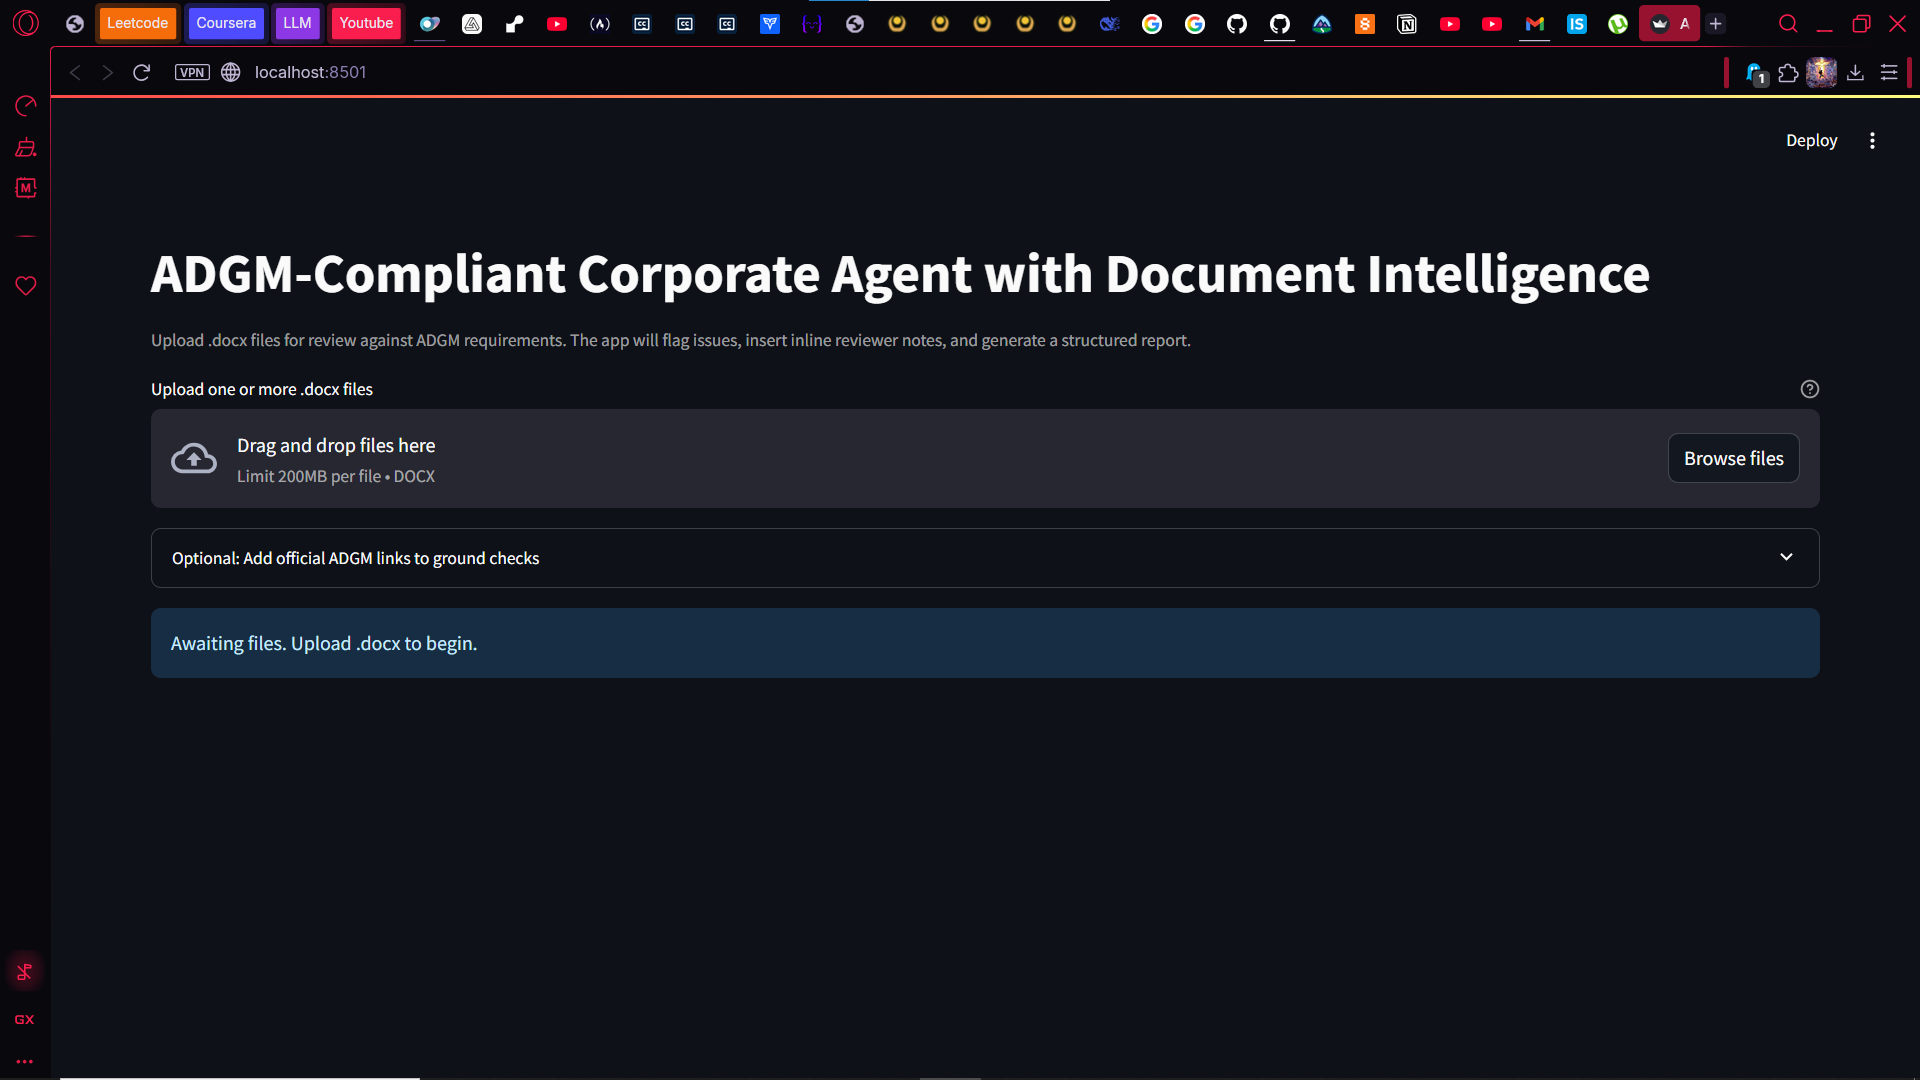 Leetcode
Coursera
LLM
Youtube
IS
A
VPN
localhost:8501
1
M
Deploy
ADGM-Compliant Corporate Agent with Document Intelligence
Upload .docx files for review against ADGM requirements. The app will flag issues, insert inline reviewer notes, and generate a structured report.
Upload one or more .docx files
Drag and drop files here
Limit 200MB per file • DOCX
Browse files
Optional: Add official ADGM links to ground checks
Awaiting files. Upload .docx to begin.
GX